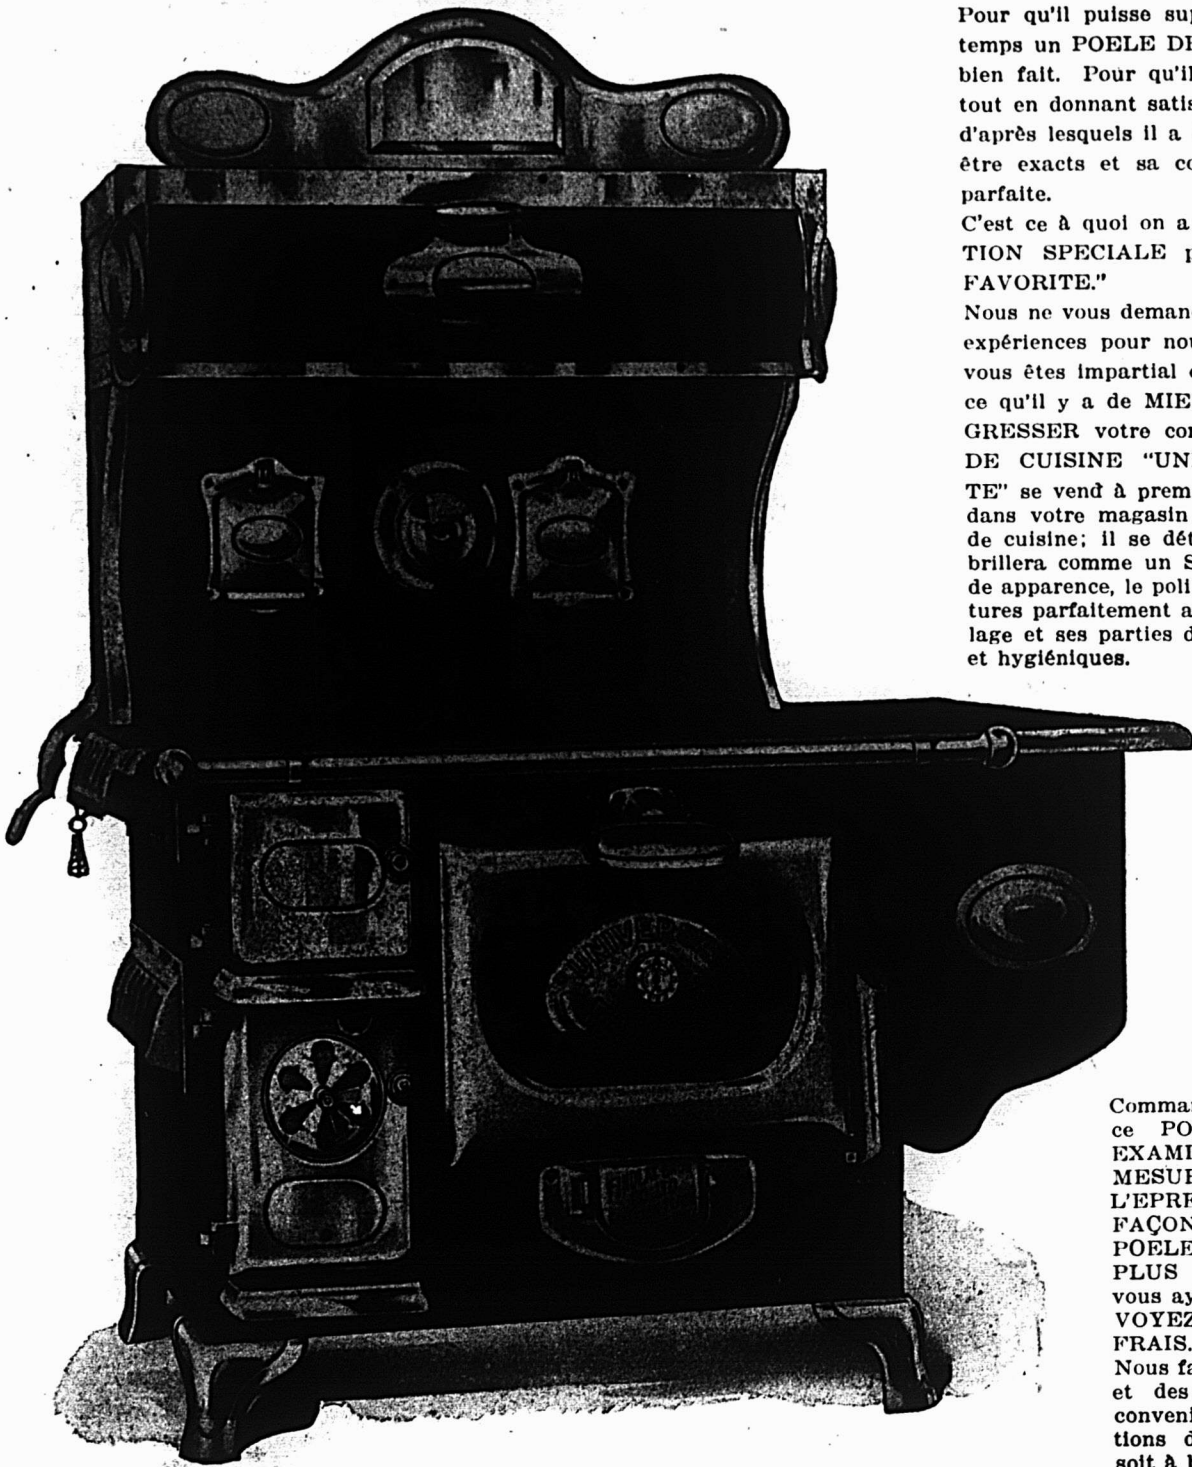 Pour qu'il puisse sup
temps un POELE DE
bien fait. Pour qu'il
tout en donnant satis
d'après lesquels il a
être exacts et sa co
parfaite.
C'est ce à quoi on a
TION SPECIALE p
FAVORITE."
Nous ne vous deman
expériences pour nou
vous êtes impartial e
ce qu'il y a de MIE
GRESSER votre con
DE CUISINE "UN
TE" se vend à prem
dans votre magasin
de cuisine; il se dét
brillera comme un S
de apparence, le poli
tures parfaitement a
lage et ses parties d
et hygiéniques.
UNIVERSAL
Comman
ce PO
EXAMI
MESUR
L'EPRE
FAÇON
POELE
PLUS
vous ay
VOYEZ
FRAIS.
Nous fa
et des
conveni
tions d
soit à l